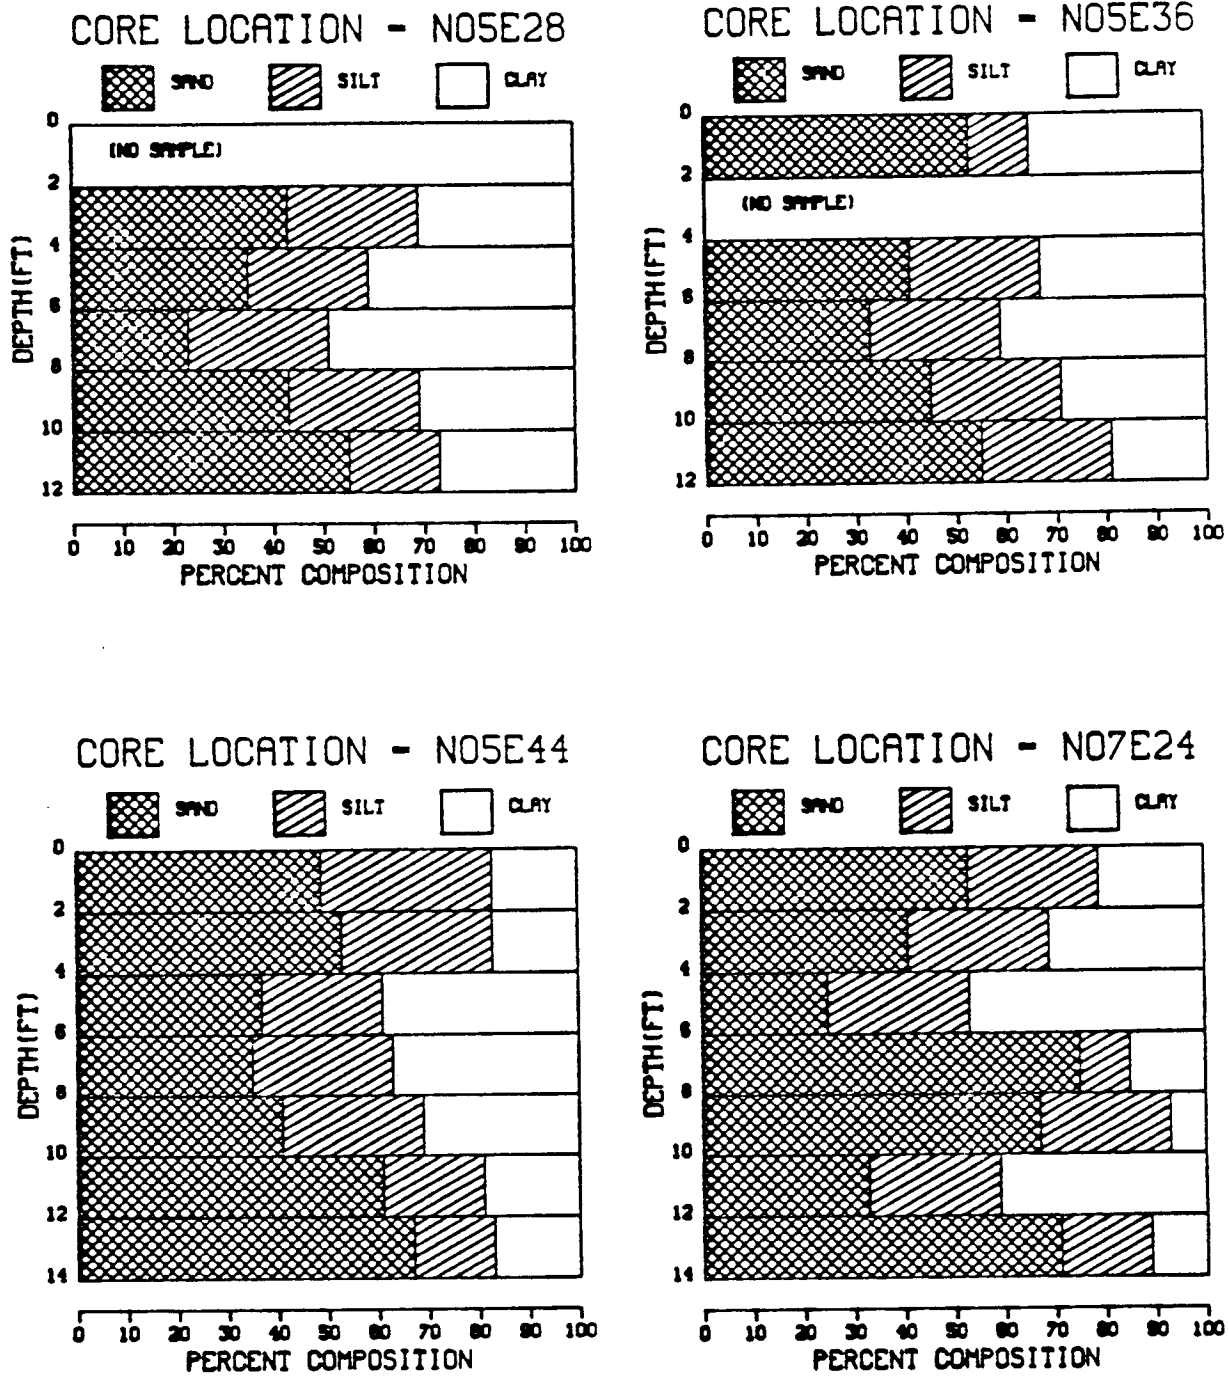 CORE LOCATION - N05E28
SAND SILT CLAY
0
(NO SAMPLE)
2
4
6
8
10
12
DEPTH(FT)
0 10 20 30 40 50 60 70 80 90 100
PERCENT COMPOSITION
CORE LOCATION - N05E36
SAND SILT CLAY
0
2
(NO SAMPLE)
4
6
8
10
12
DEPTH(FT)
0 10 20 30 40 50 60 70 80 90 100
PERCENT COMPOSITION
CORE LOCATION - N05E44
SAND SILT CLAY
0
2
4
6
8
10
12
14
DEPTH(FT)
0 10 20 30 40 50 60 70 80 90 100
PERCENT COMPOSITION
CORE LOCATION - N07E24
SAND SILT CLAY
0
2
4
6
8
10
12
14
DEPTH(FT)
0 10 20 30 40 50 60 70 80 90 100
PERCENT COMPOSITION